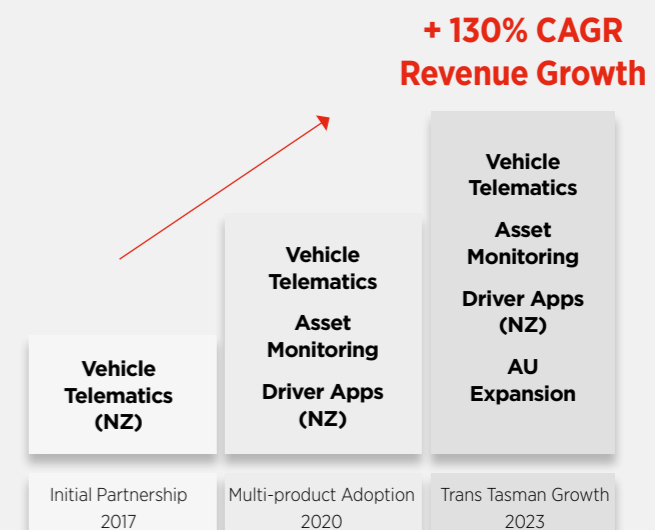 + 130% CAGR
Revenue Growth
Vehicle
Telematics
(NZ)
Initial Partnership
2017
Vehicle
Telematics
Asset
Monitoring
Driver Apps
(NZ)
Multi-product Adoption
2020
Vehicle
Telematics
Asset
Monitoring
Driver Apps
(NZ)
AU
Expansion
Trans Tasman Growth
2023